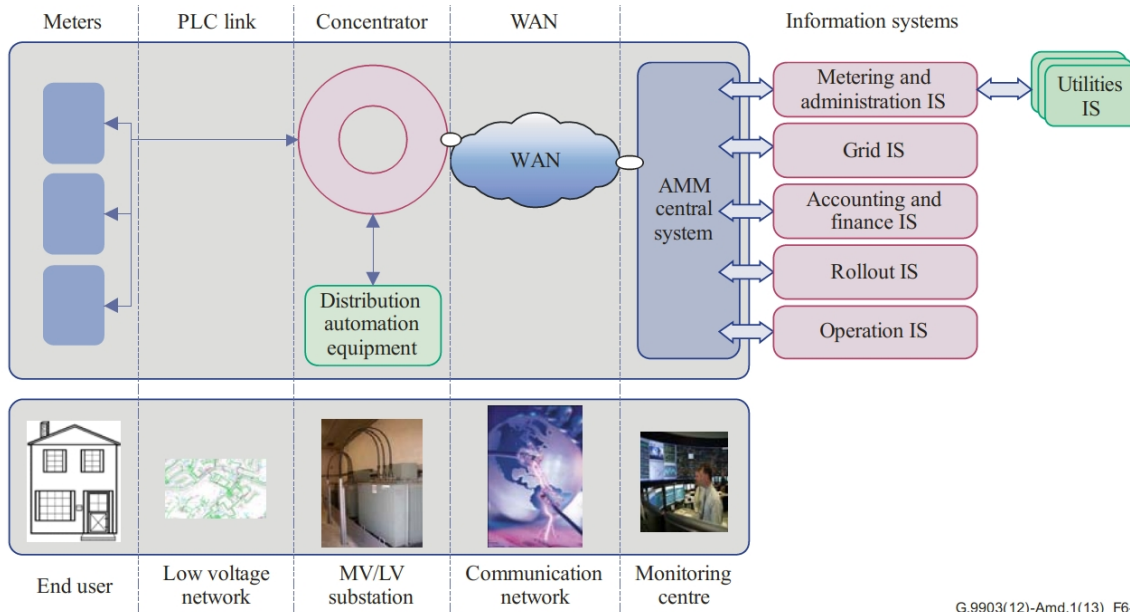 Meters
PLC link
Concentrator
WAN
Information systems
WAN
AMM
central
system
Distribution
automation
equipment
Metering and
administration IS
Utilities
IS
Grid IS
Accounting and
finance IS
Rollout IS
Operation IS
End user
Low voltage
network
MV/LV
substation
Communication
network
Monitoring
centre
G.9903(12)-Amd.1(13)_F6